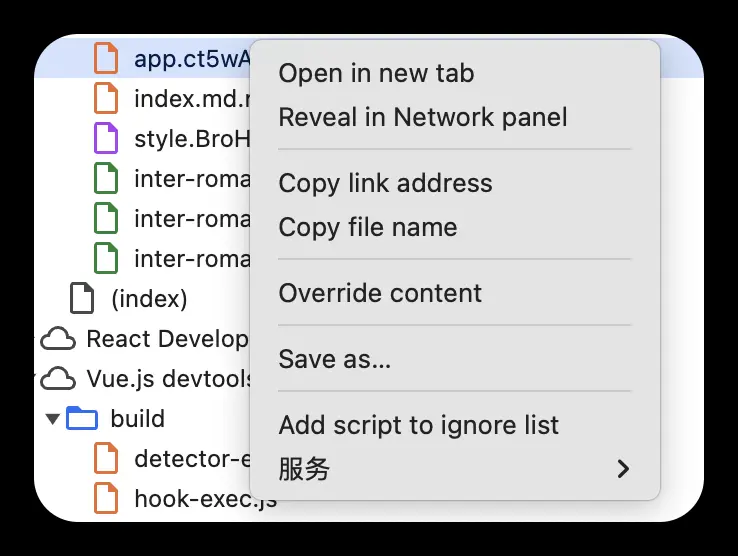 app.ct5wA
Open in new tab
index.md.
Reveal in Network panel
style.BroH
inter-roma
Copy link address
inter-roma
Copy file name
inter-roma
(index)
Override content
React Develop
Save as...
Vue.js devtools
build
Add script to ignore list
detector-e
服务
hook-exec.js